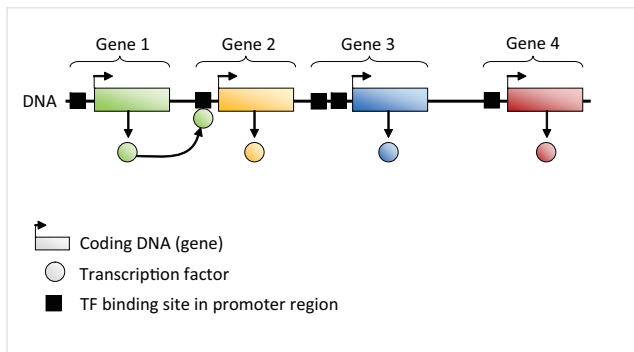 Gene 1 Gene 2 Gene 3 Gene 4
DNA
Coding DNA (gene)
Transcription factor
TF binding site in promoter region